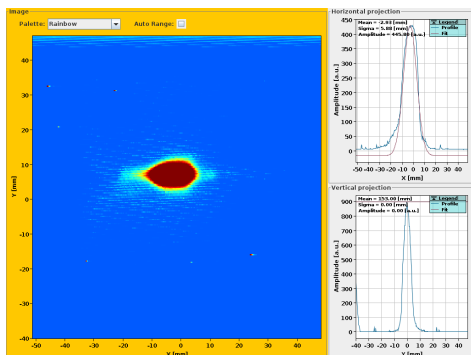 Image
Palette: Rainbow Auto Range:
Y [mm]
40
30
20
10
0
-10
-20
-30
-40
-50 -40 -30 -20 -10 0 10 20 30 40
X [mm]
Horizontal projection
Mean = -2.93 [mm]
Sigma = 5.88 [mm]
Amplitude = 445.80 [a.u.]
Legend
Profile
Fit
Amplitude [a.u.]
450
400
350
300
250
200
150
100
50
0
-50 -40 -30 -20 -10 0 10 20 30 40
X [mm]
Vertical projection
Mean = 153.00 [mm]
Sigma = 0.00 [mm]
Amplitude = 0.00 [a.u.]
Legend
Profile
Fit
Amplitude [a.u.]
900
800
700
600
500
400
300
200
100
0
-40 -30 -20 -10 0 10 20 30 40
Y [mm]